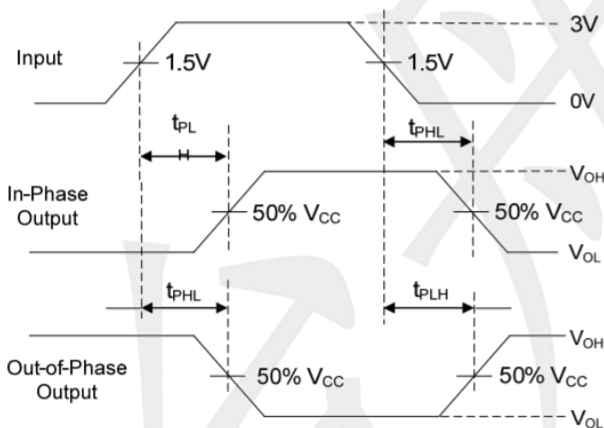 3V
Input
1.5V
1.5V
0V
tPL
H
tPHL
VOH
In-Phase
Output
50% VCC
50% VCC
VOL
tPHL
tPLH
VOH
Out-of-Phase
Output
50% VCC
50% VCC
VOL